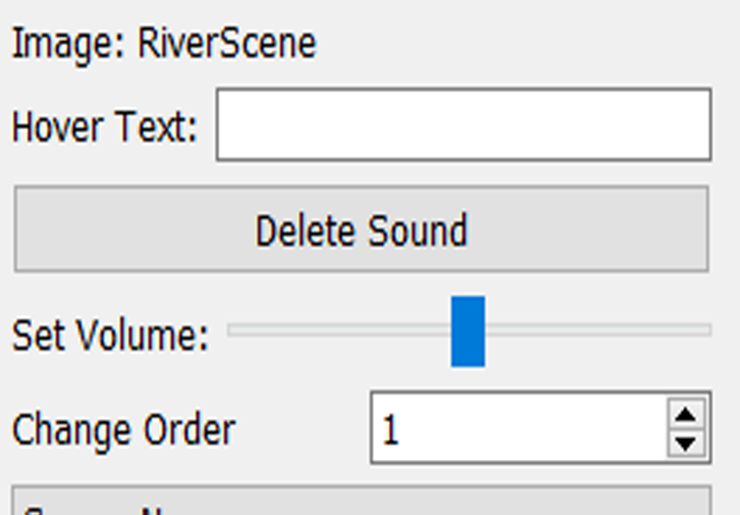 Image: RiverScene
Hover Text:
Delete Sound
Set Volume:
Change Order
1